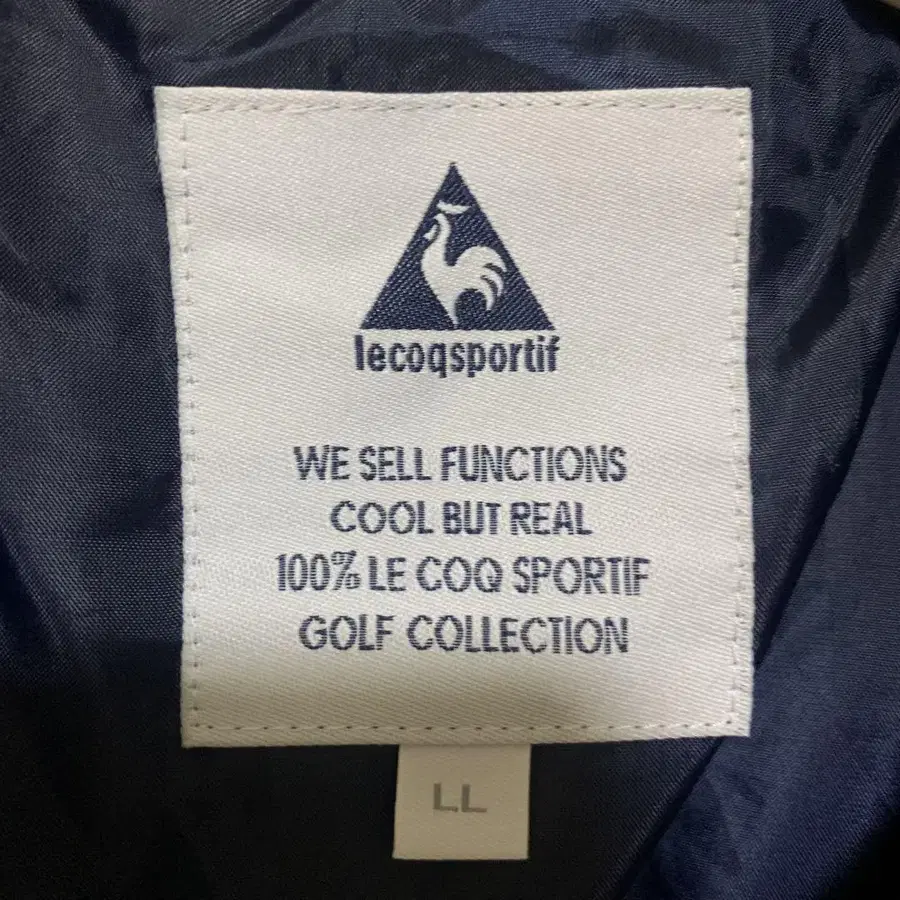 lecoqsportif
WE SELL FUNCTIONS
COOL BUT REAL
100% LE COQ SPORTIF
GOLF COLLECTION
LL